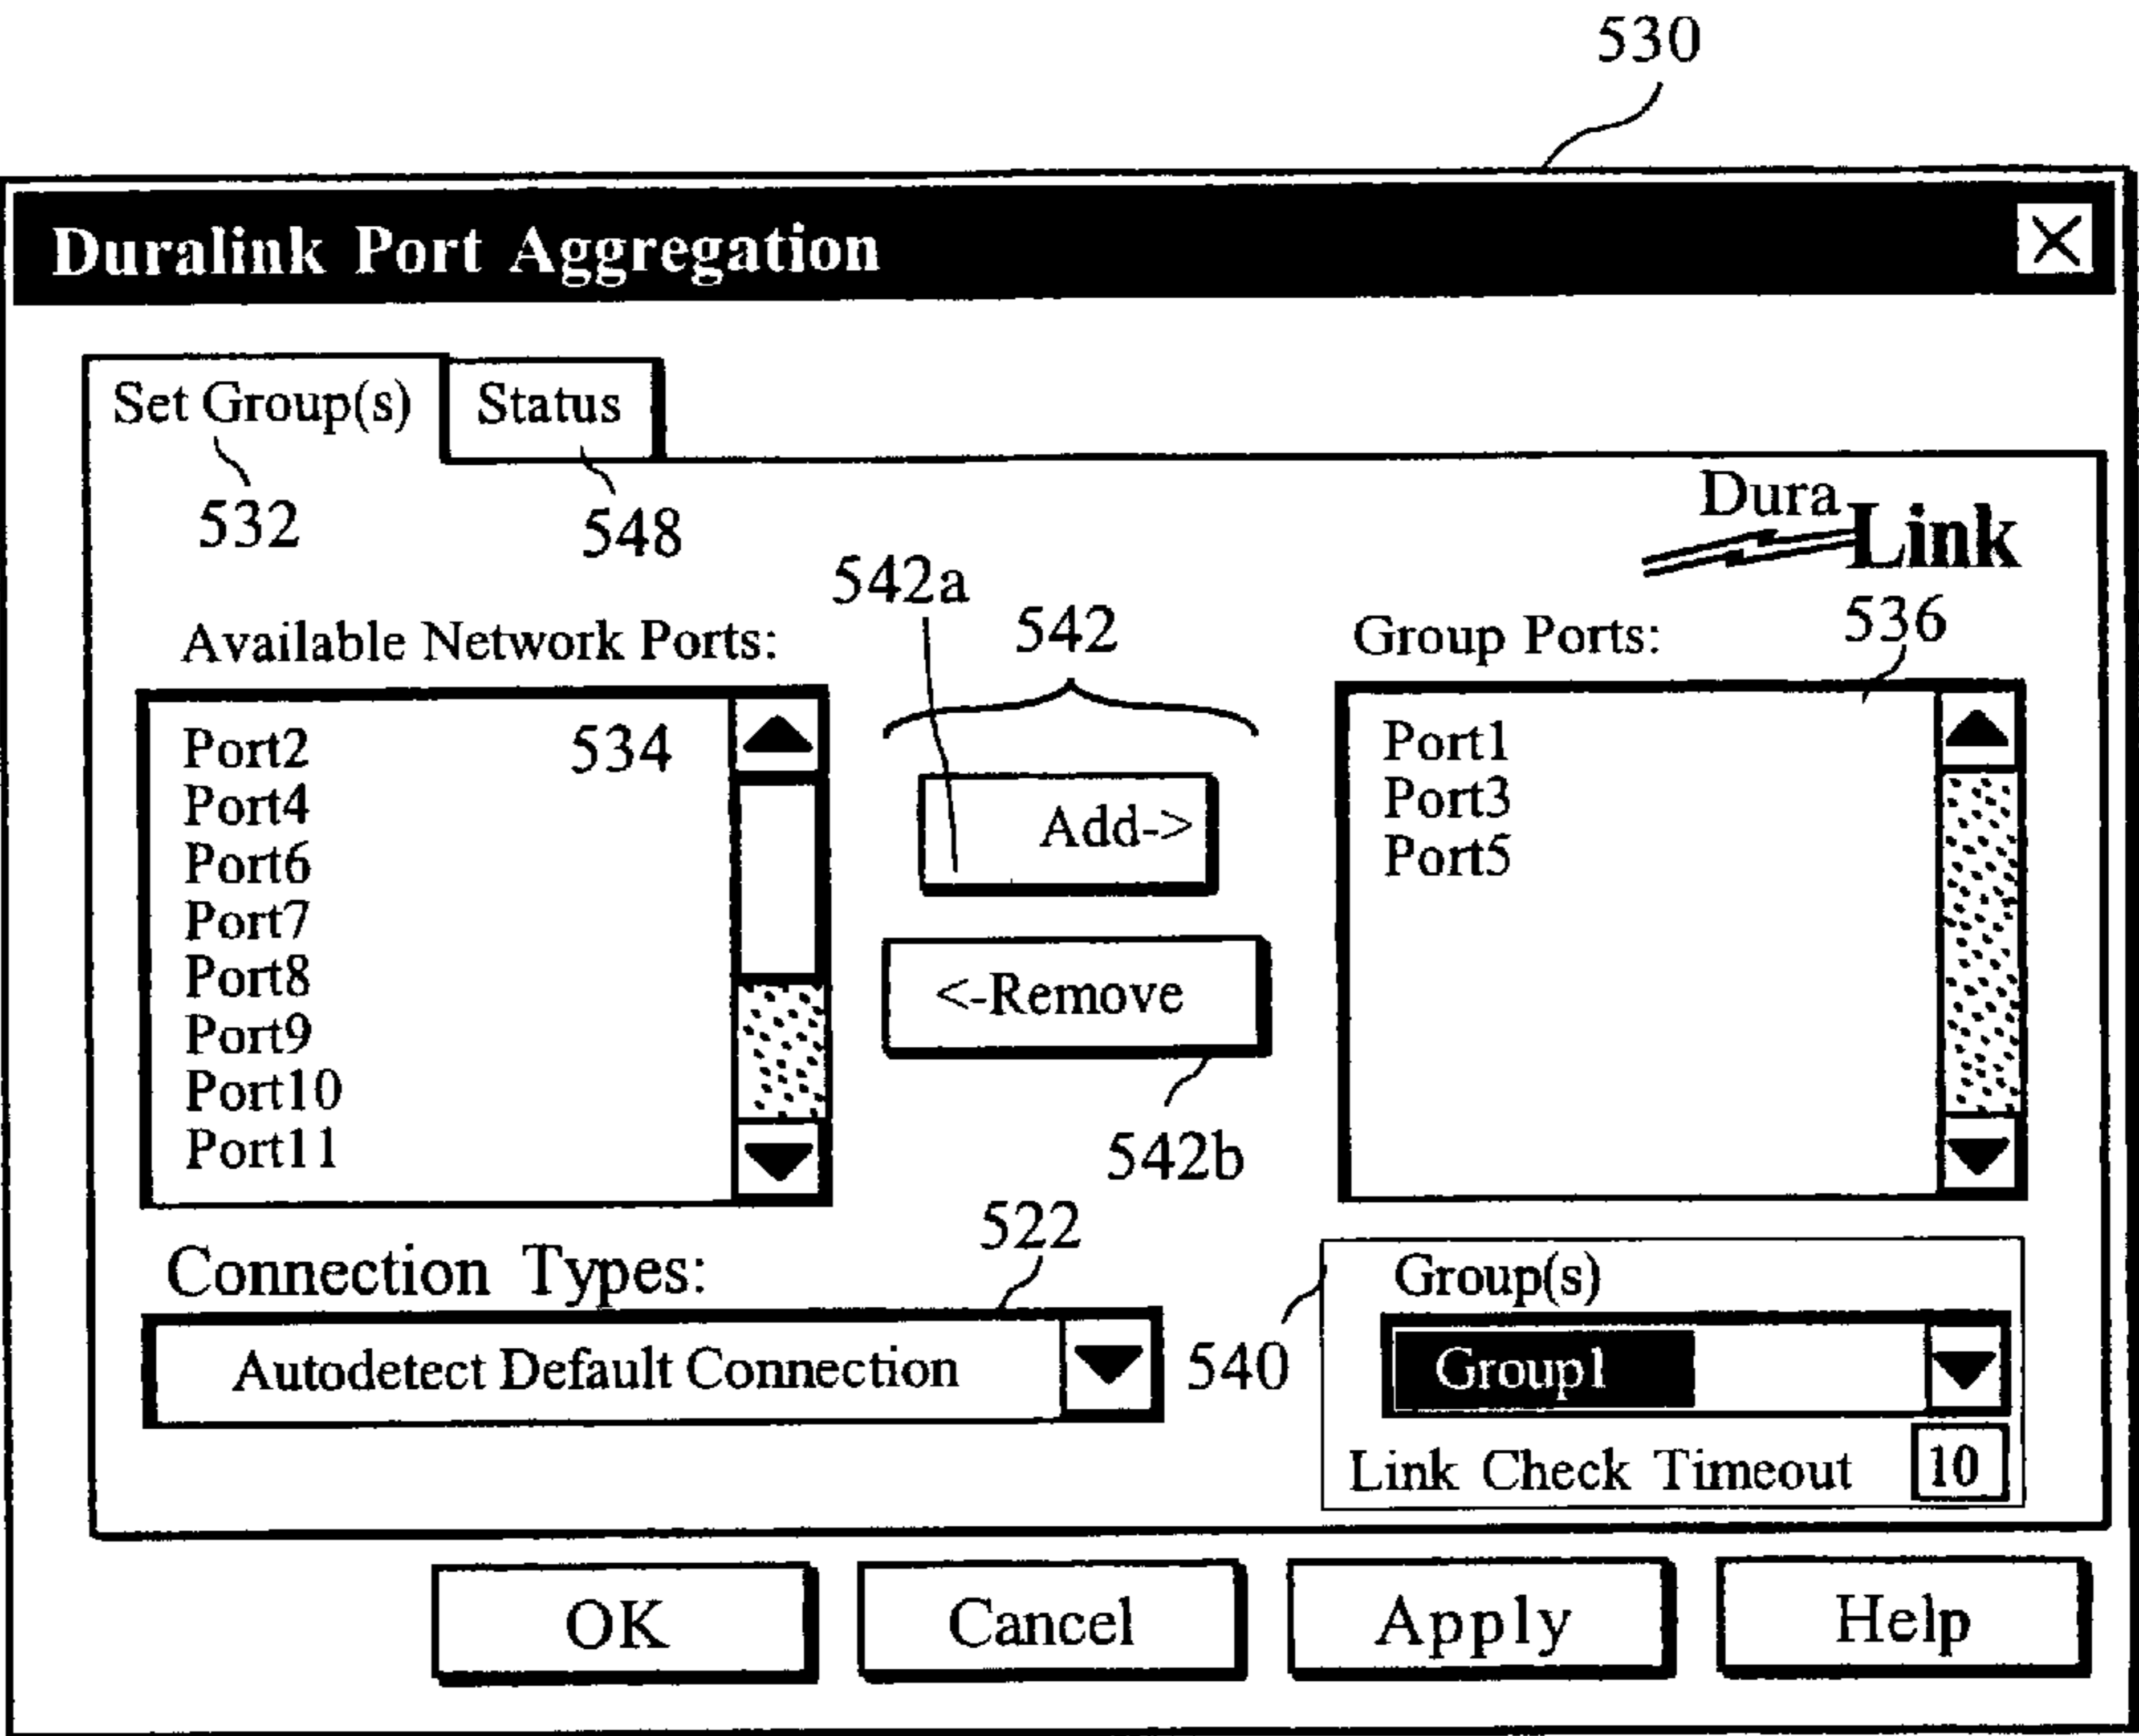 530
Duralink Port Aggregation
Set Group(s)
Status
532
548
Dura
Link
542a
542
536
Available Network Ports:
Group Ports:
534
Port2
Port4
Port6
Port7
Port8
Port9
Port10
Port11
Add->
<-Remove
542b
Port1
Port3
Port5
522
Connection Types:
Autodetect Default Connection
540
Group(s)
Group1
Link Check Timeout 10
OK
Cancel
Apply
Help